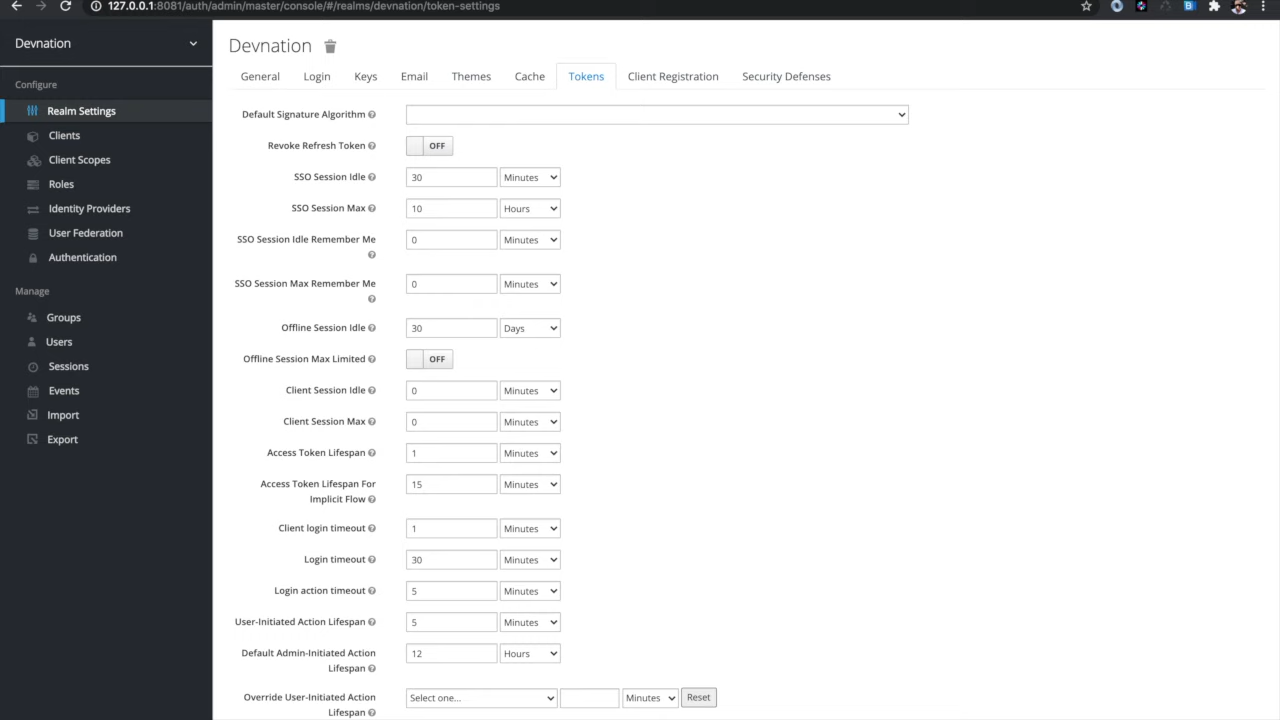 127.0.0.1:8081/auth/admin/master/console/#/realms/devnation/token-settings
Devnation
Configure
Realm Settings
Clients
Client Scopes
Roles
Identity Providers
User Federation
Authentication
Manage
Groups
Users
Sessions
Events
Import
Export
Devnation
General Login Keys Email Themes Cache Tokens Client Registration Security Defenses
Default Signature Algorithm
Revoke Refresh Token OFF
SSO Session Idle 30 Minutes
SSO Session Max 10 Hours
SSO Session Idle Remember Me 0 Minutes
SSO Session Max Remember Me 0 Minutes
Offline Session Idle 30 Days
Offline Session Max Limited OFF
Client Session Idle 0 Minutes
Client Session Max 0 Minutes
Access Token Lifespan 1 Minutes
Access Token Lifespan For 15 Minutes
Implicit Flow
Client login timeout 1 Minutes
Login timeout 30 Minutes
Login action timeout 5 Minutes
User-Initiated Action Lifespan 5 Minutes
Default Admin-Initiated Action 12 Hours
Lifespan
Override User-Initiated Action Select one... Minutes Reset
Lifespan